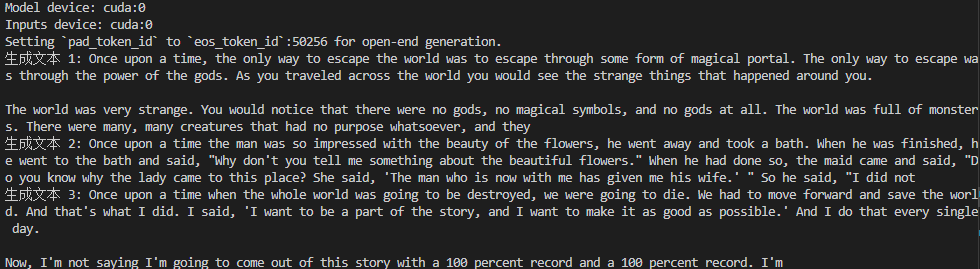 Model device: cuda:0
Inputs device: cuda:0
Setting `pad_token_id` to `eos_token_id`:50256 for open-end generation.
生成文本 1: Once upon a time, the only way to escape the world was to escape through some form of magical portal. The only way to escape wa
s through the power of the gods. As you traveled across the world you would see the strange things that happened around you.

The world was very strange. You would notice that there were no gods, no magical symbols, and no gods at all. The world was full of monster
s. There were many, many creatures that had no purpose whatsoever, and they
生成文本 2: Once upon a time the man was so impressed with the beauty of the flowers, he went away and took a bath. When he was finished, h
e went to the bath and said, "Why don't you tell me something about the beautiful flowers." When he had done so, the maid came and said, "D
o you know why the lady came to this place? She said, 'The man who is now with me has given me his wife.' " So he said, "I did not
生成文本 3: Once upon a time when the whole world was going to be destroyed, we were going to die. We had to move forward and save the worl
d. And that's what I did. I said, 'I want to be a part of the story, and I want to make it as good as possible.' And I do that every single
 day.

Now, I'm not saying I'm going to come out of this story with a 100 percent record and a 100 percent record. I'm